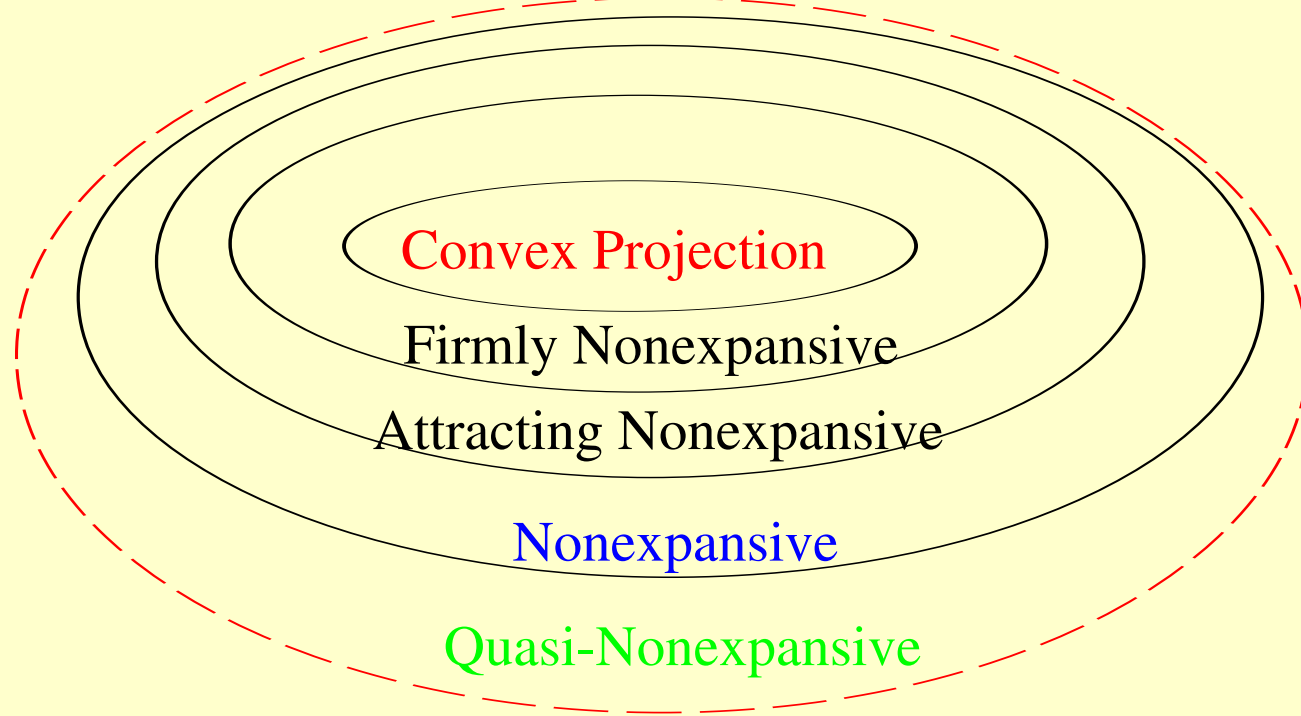 Convex Projection
Firmly Nonexpansive
Attracting Nonexpansive
Nonexpansive
Quasi-Nonexpansive